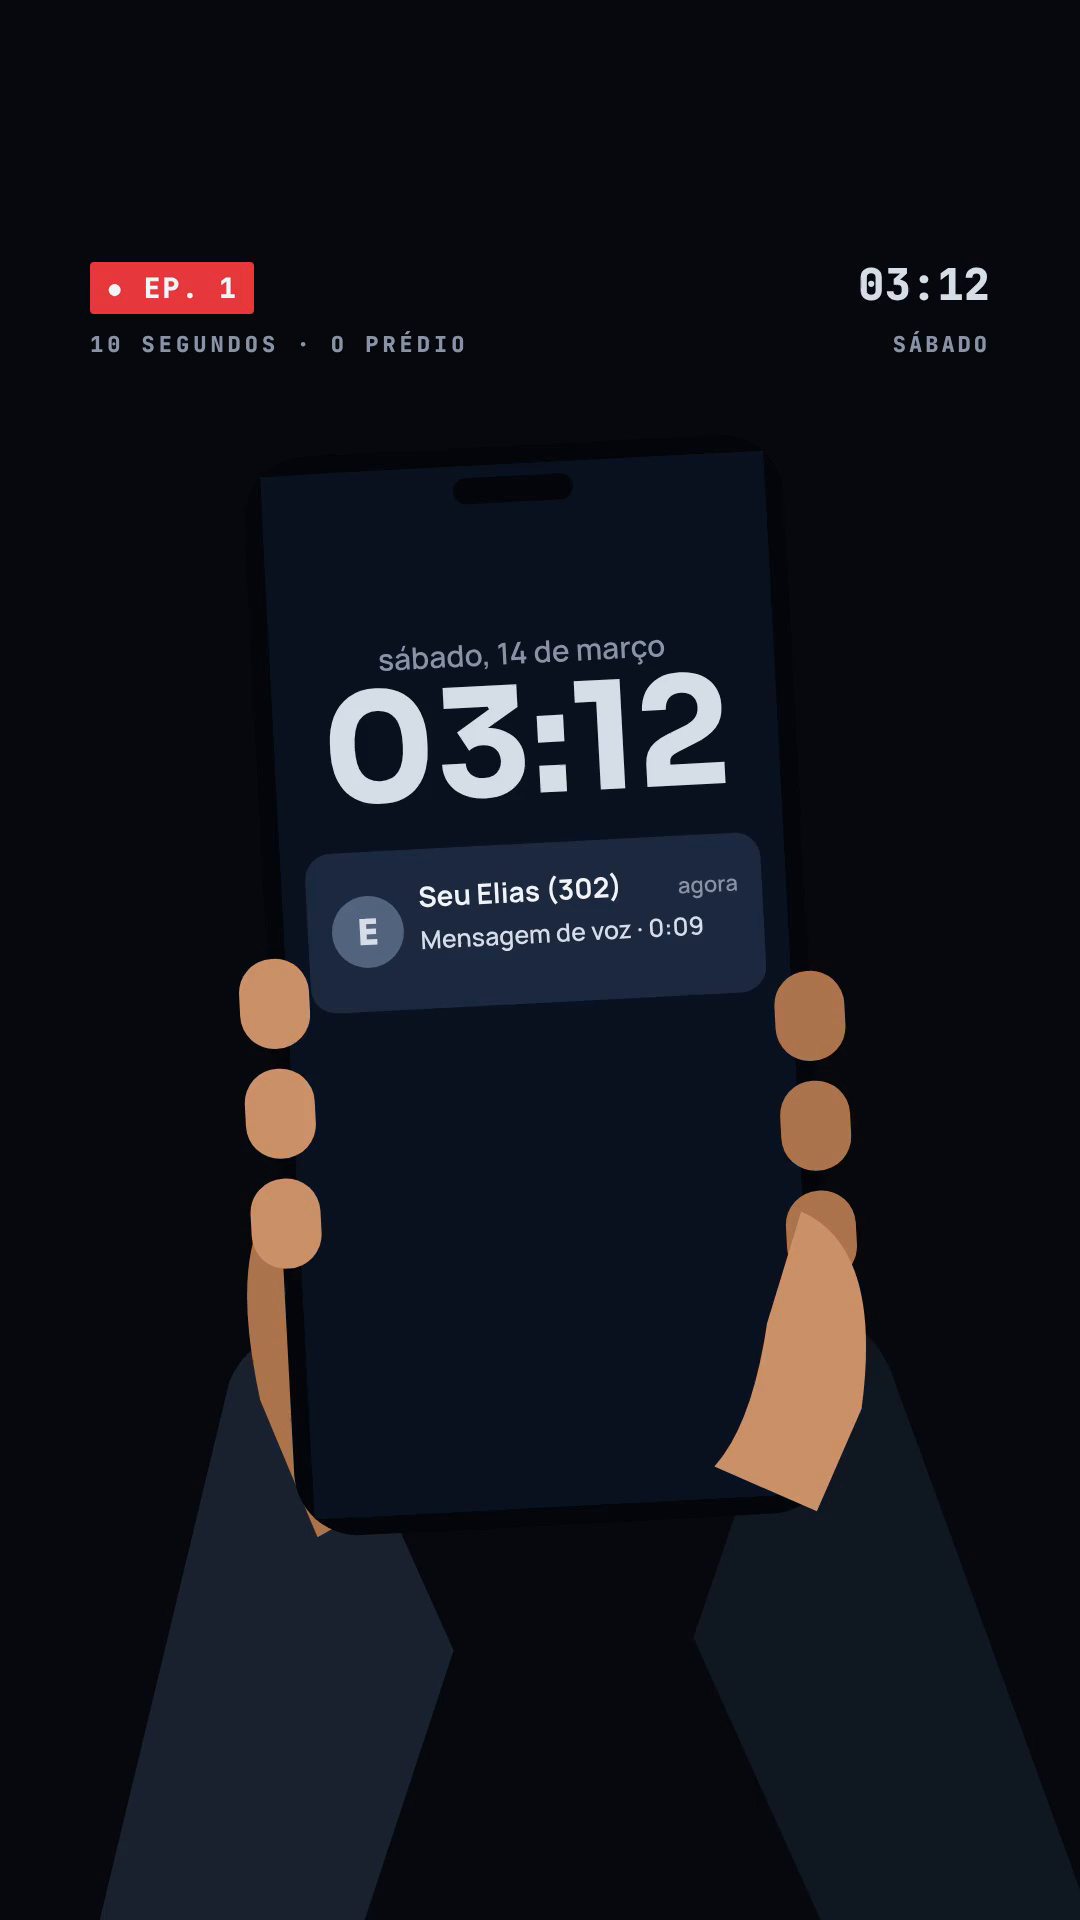 ● EP. 1
03:12
10 SEGUNDOS · O PRÉDIO
SÁBADO
sábado, 14 de março
03:12
E
Seu Elias (302)
agora
Mensagem de voz · 0:09